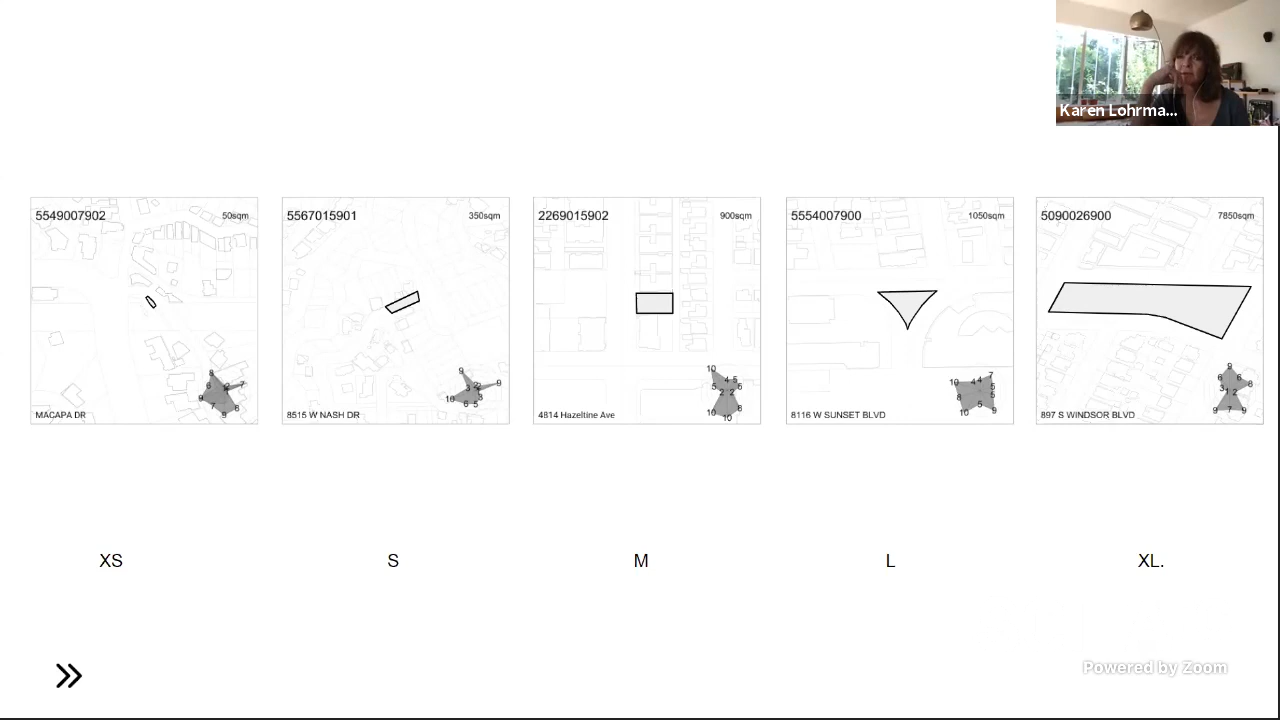 Karen Lohrma...
5549007902 50sqm
MACAPA DR
5567015901 350sqm
8515 W NASH DR
2269015902 900sqm
4814 Hazeltine Ave
5554007900 1050sqm
8116 W SUNSET BLVD
5090026900 7850sqm
897 S WINDSOR BLVD
XS S M L XL.
Powered by Zoom